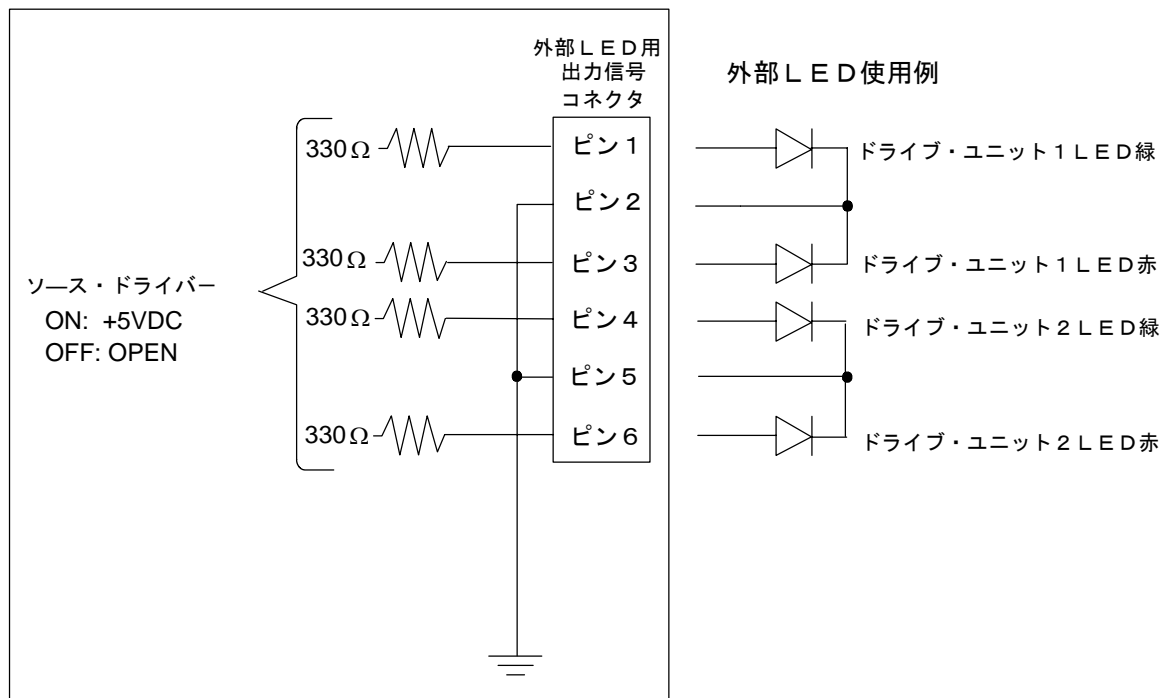 外部ＬＥＤ用
出力信号
コネクタ
外部ＬＥＤ使用例
330Ω
ピン１
ドライブ・ユニット１ＬＥＤ緑
ピン２
330Ω
ピン３
ドライブ・ユニット１ＬＥＤ赤
ソース・ドライバー
ON: +5VDC
OFF: OPEN
330Ω
ピン４
ドライブ・ユニット２ＬＥＤ緑
ピン５
330Ω
ピン６
ドライブ・ユニット２ＬＥＤ赤